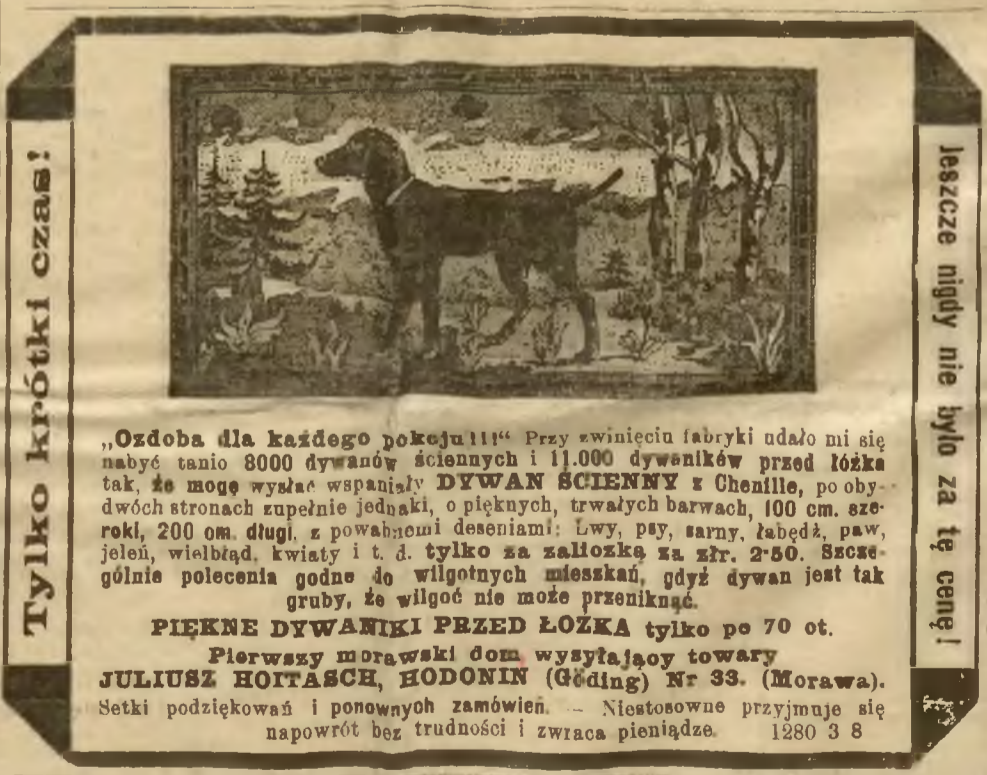 Tylko krótki czas!
Jeszcze nigdy nie było za tę cenę!
„Ozdoba dla każdego pokoju!!!“ Przy zwinięciu fabryki udało mi się
nabyć tanio 8000 dywanów ściennych i 11.000 dywaników przed łóżka
tak, że mogę wysłać wspaniały DYWAN ŚCIENNY z Chenille, po oby-
dwóch stronach zupełnie jednaki, o pięknych, trwałych barwach, 100 cm. sze-
roki, 200 cm. długi, z powabnemi deseniami: Lwy, psy, sarny, łabędź, paw,
jeleń, wielbłąd, kwiaty i t. d. tylko za zaliczką za złr. 2·50. Szcze-
gólnie polecenia godne do wilgotnych mieszkań, gdyż dywan jest tak
gruby, że wilgoć nie może przeniknąć.
PIĘKNE DYWANIKI PRZED ŁOŻKA tylko po 70 ct.
Pierwszy morawski dom wysyłający towary
JULIUSZ HOITASCH, HODONIN (Göding) Nr 33. (Morawa).
Setki podziękowań i ponownych zamówień. – Niestosowne przyjmuje się
napowrót bez trudności i zwraca pieniądze. 1280 3 8